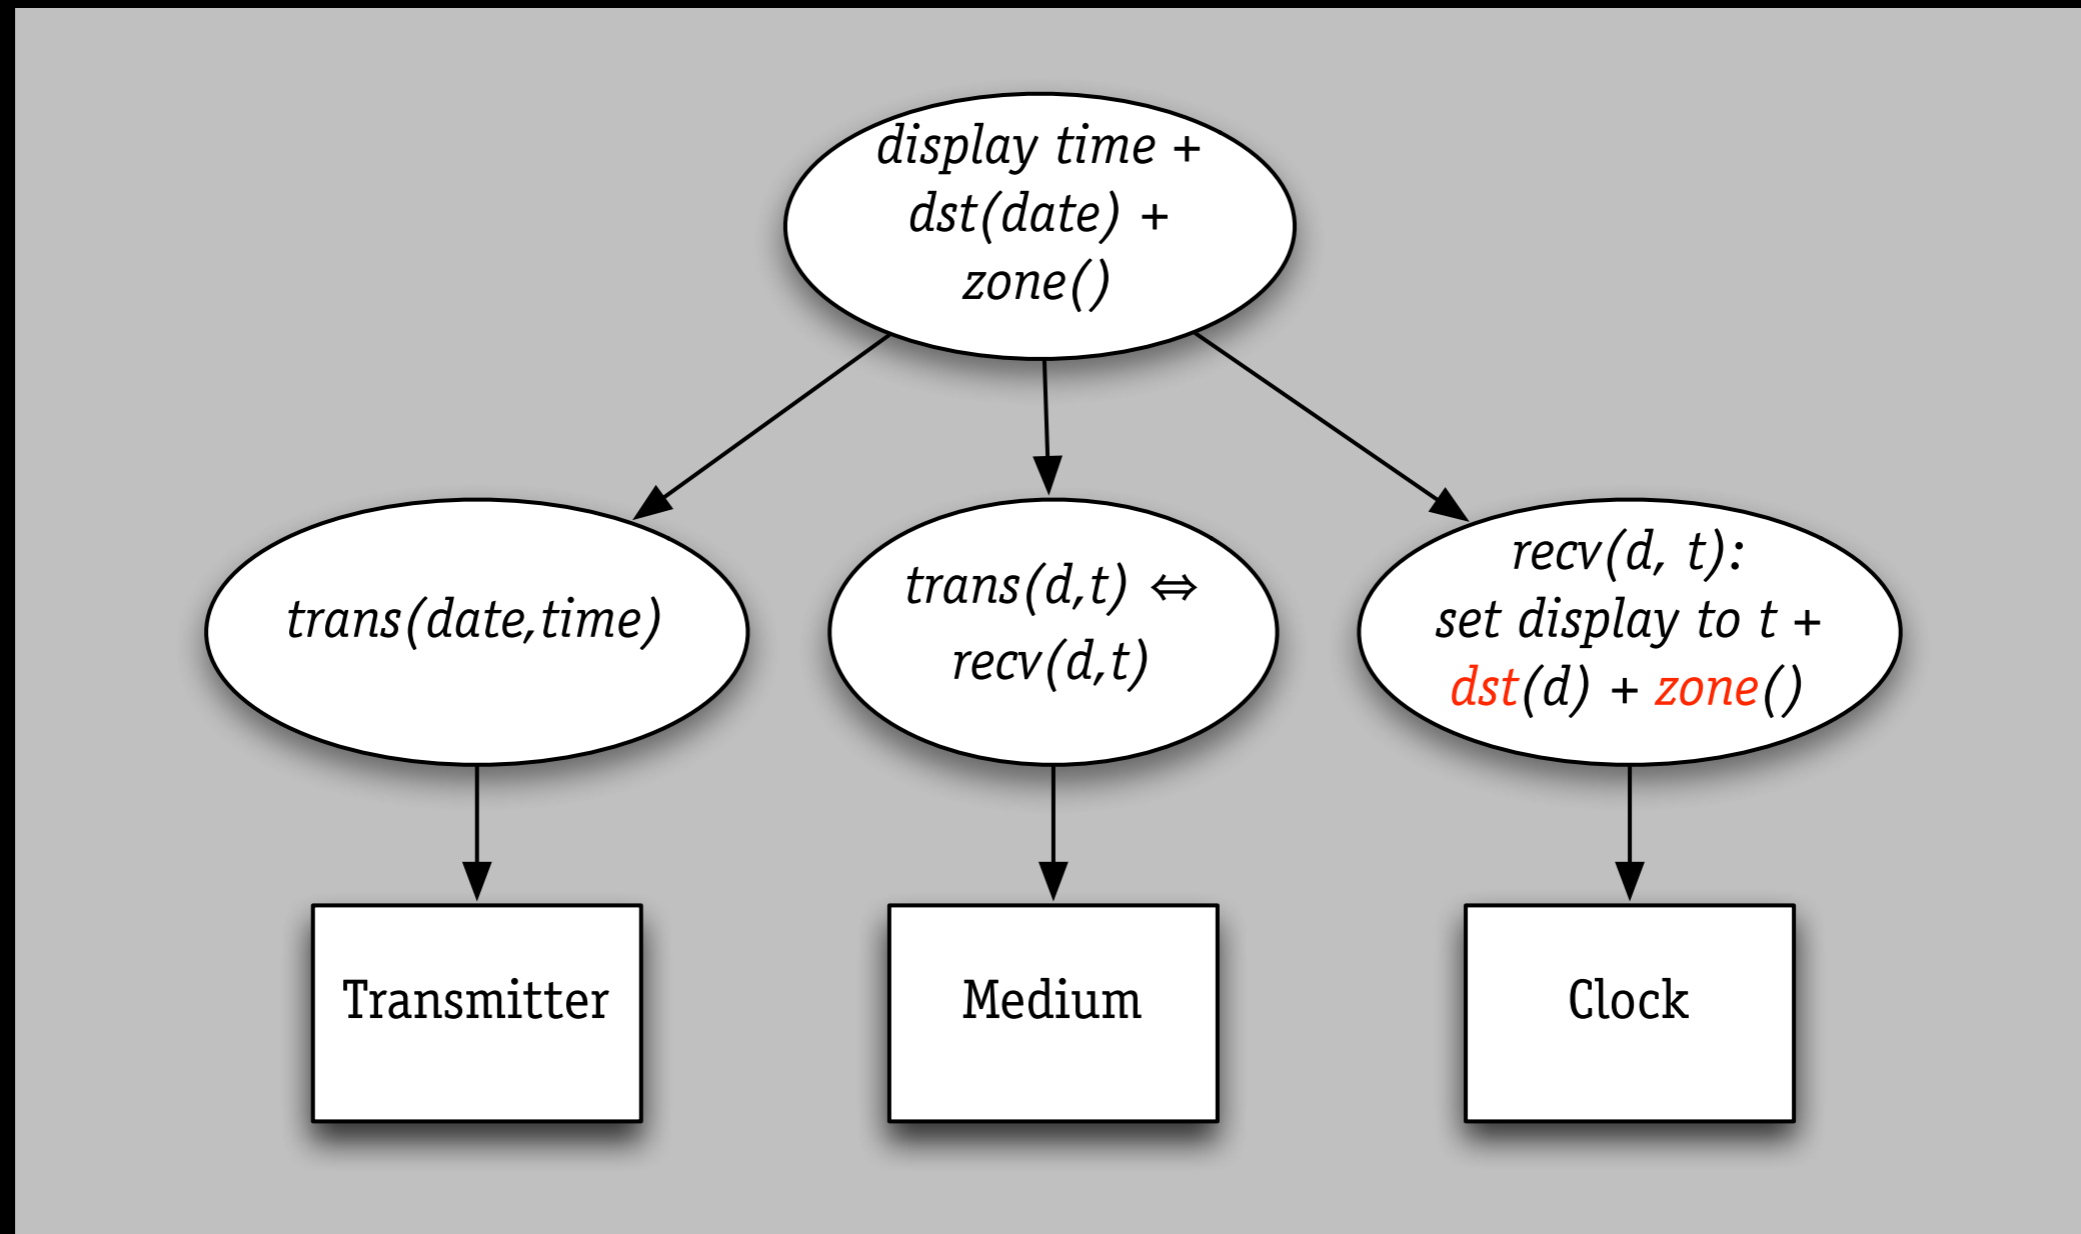 display time +
dst(date) +
zone()
trans(date,time)
trans(d,t) ⇔
recv(d,t)
recv(d, t):
set display to t +
dst(d) + zone()
Transmitter
Medium
Clock